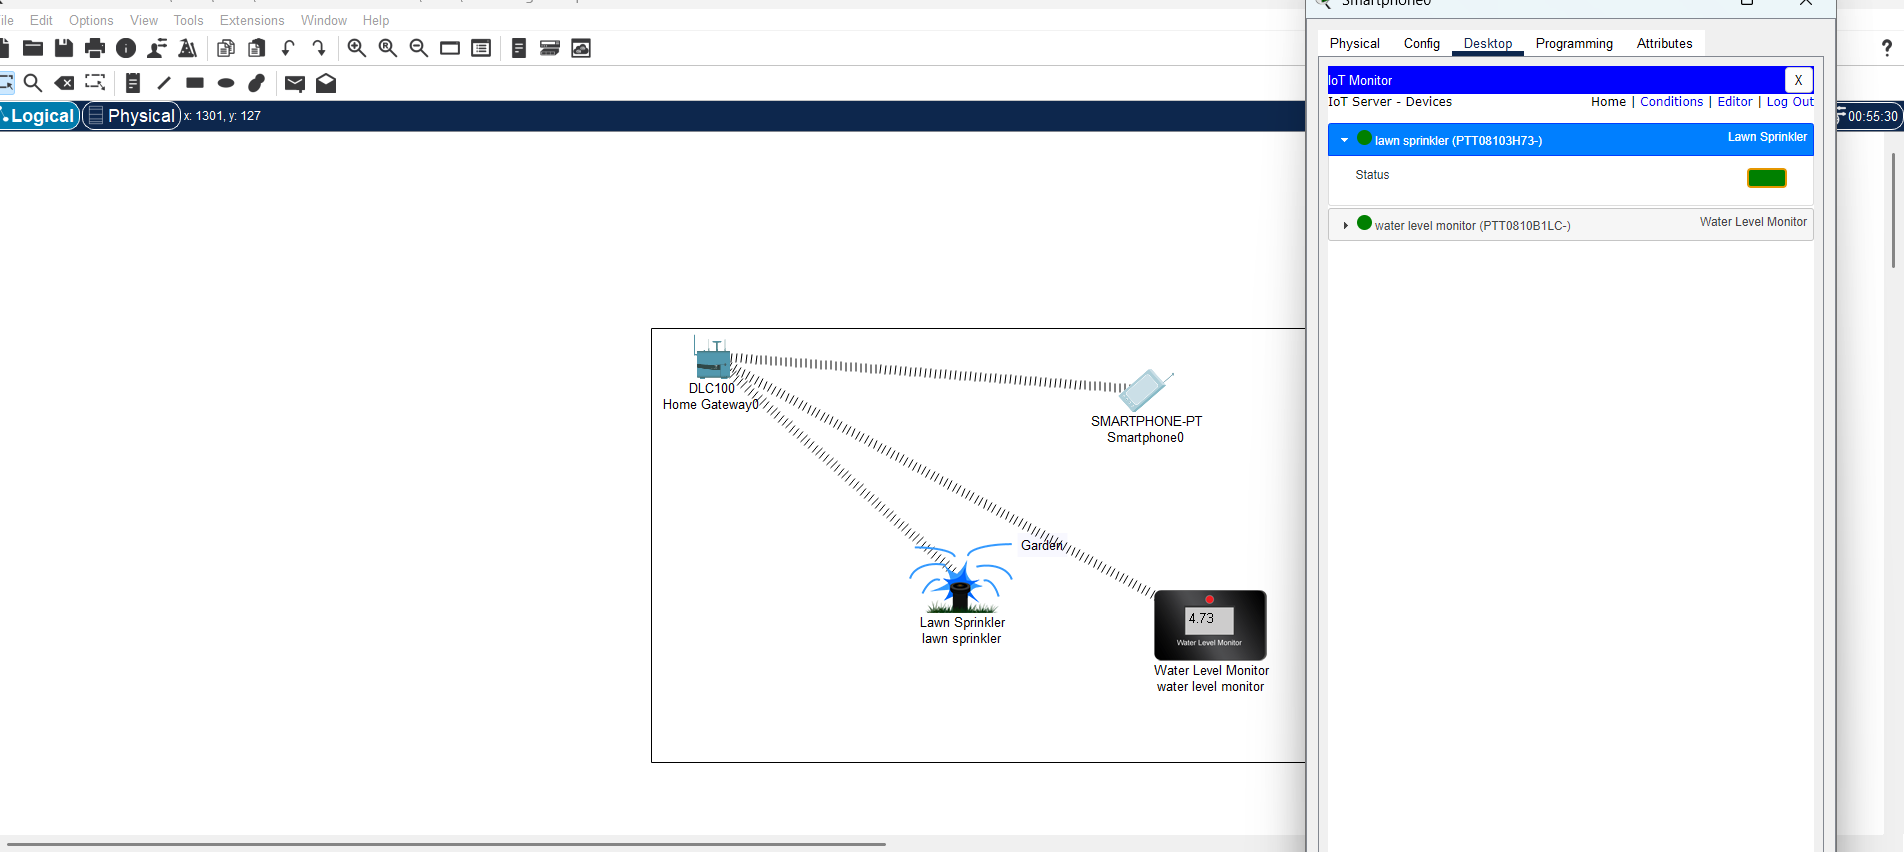 Smartphone0
ile Edit Options View Tools Extensions Window Help
Physical Config Desktop Programming Attributes
?
IoT Monitor X
IoT Server - Devices Home | Conditions | Editor | Log Out
Logical Physical x: 1301, y: 127
00:55:30
lawn sprinkler (PTT08103H73-) Lawn Sprinkler
Status
water level monitor (PTT0810B1LC-) Water Level Monitor
DLC100
Home Gateway0
SMARTPHONE-PT
Smartphone0
Garden
Lawn Sprinkler
lawn sprinkler
4.73
Water Level Monitor
Water Level Monitor
water level monitor